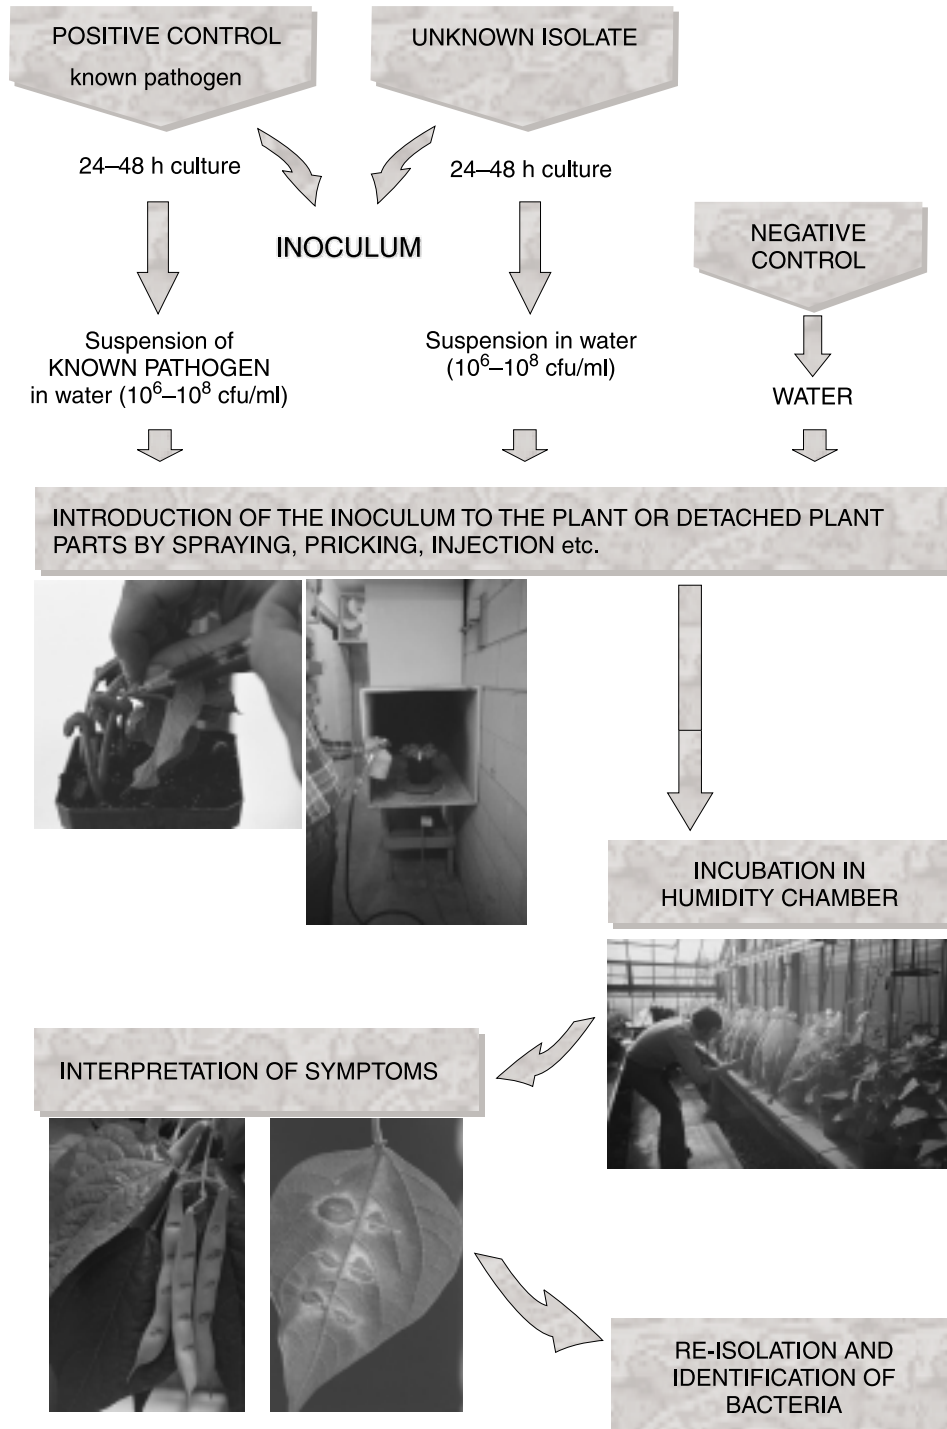 POSITIVE CONTROL
known pathogen
UNKNOWN ISOLATE
24–48 h culture
24–48 h culture
INOCULUM
NEGATIVE
CONTROL
Suspension of
KNOWN PATHOGEN
in water (10⁶–10⁸ cfu/ml)
Suspension in water
(10⁶–10⁸ cfu/ml)
WATER
INTRODUCTION OF THE INOCULUM TO THE PLANT OR DETACHED PLANT
PARTS BY SPRAYING, PRICKING, INJECTION etc.
INCUBATION IN
HUMIDITY CHAMBER
INTERPRETATION OF SYMPTOMS
RE-ISOLATION AND
IDENTIFICATION OF
BACTERIA